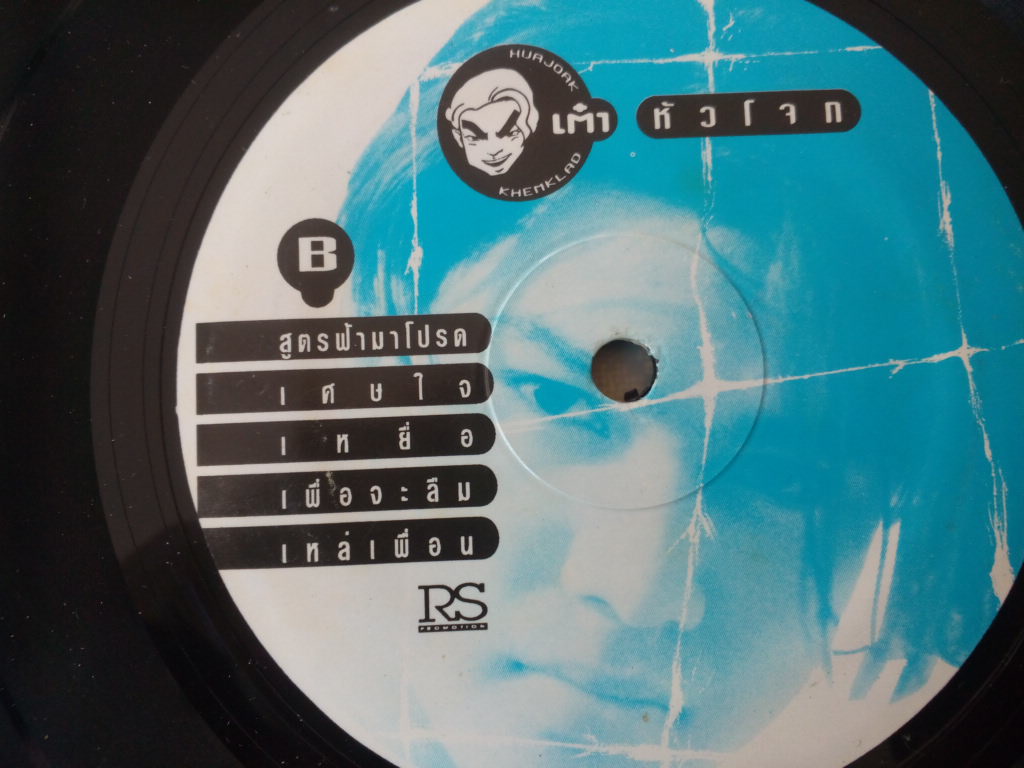 HUAJOAK
เต๋า
KHEMKLAD
หัวโจก
B
สูตรฟ้ามาโปรด
เศษใจ
เหยื่อ
เพื่อจะลืม
เหล่เพื่อน
RS
PROMOTION